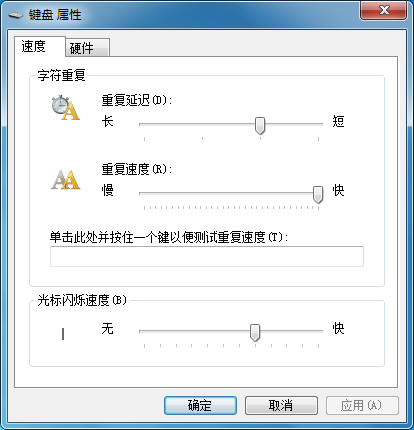 键盘 属性
速度 硬件
字符重复
重复延迟(D):
长 短
重复速度(R):
慢 快
单击此处并按住一个键以便测试重复速度(T):
光标闪烁速度(B)
无 快
确定 取消 应用(A)